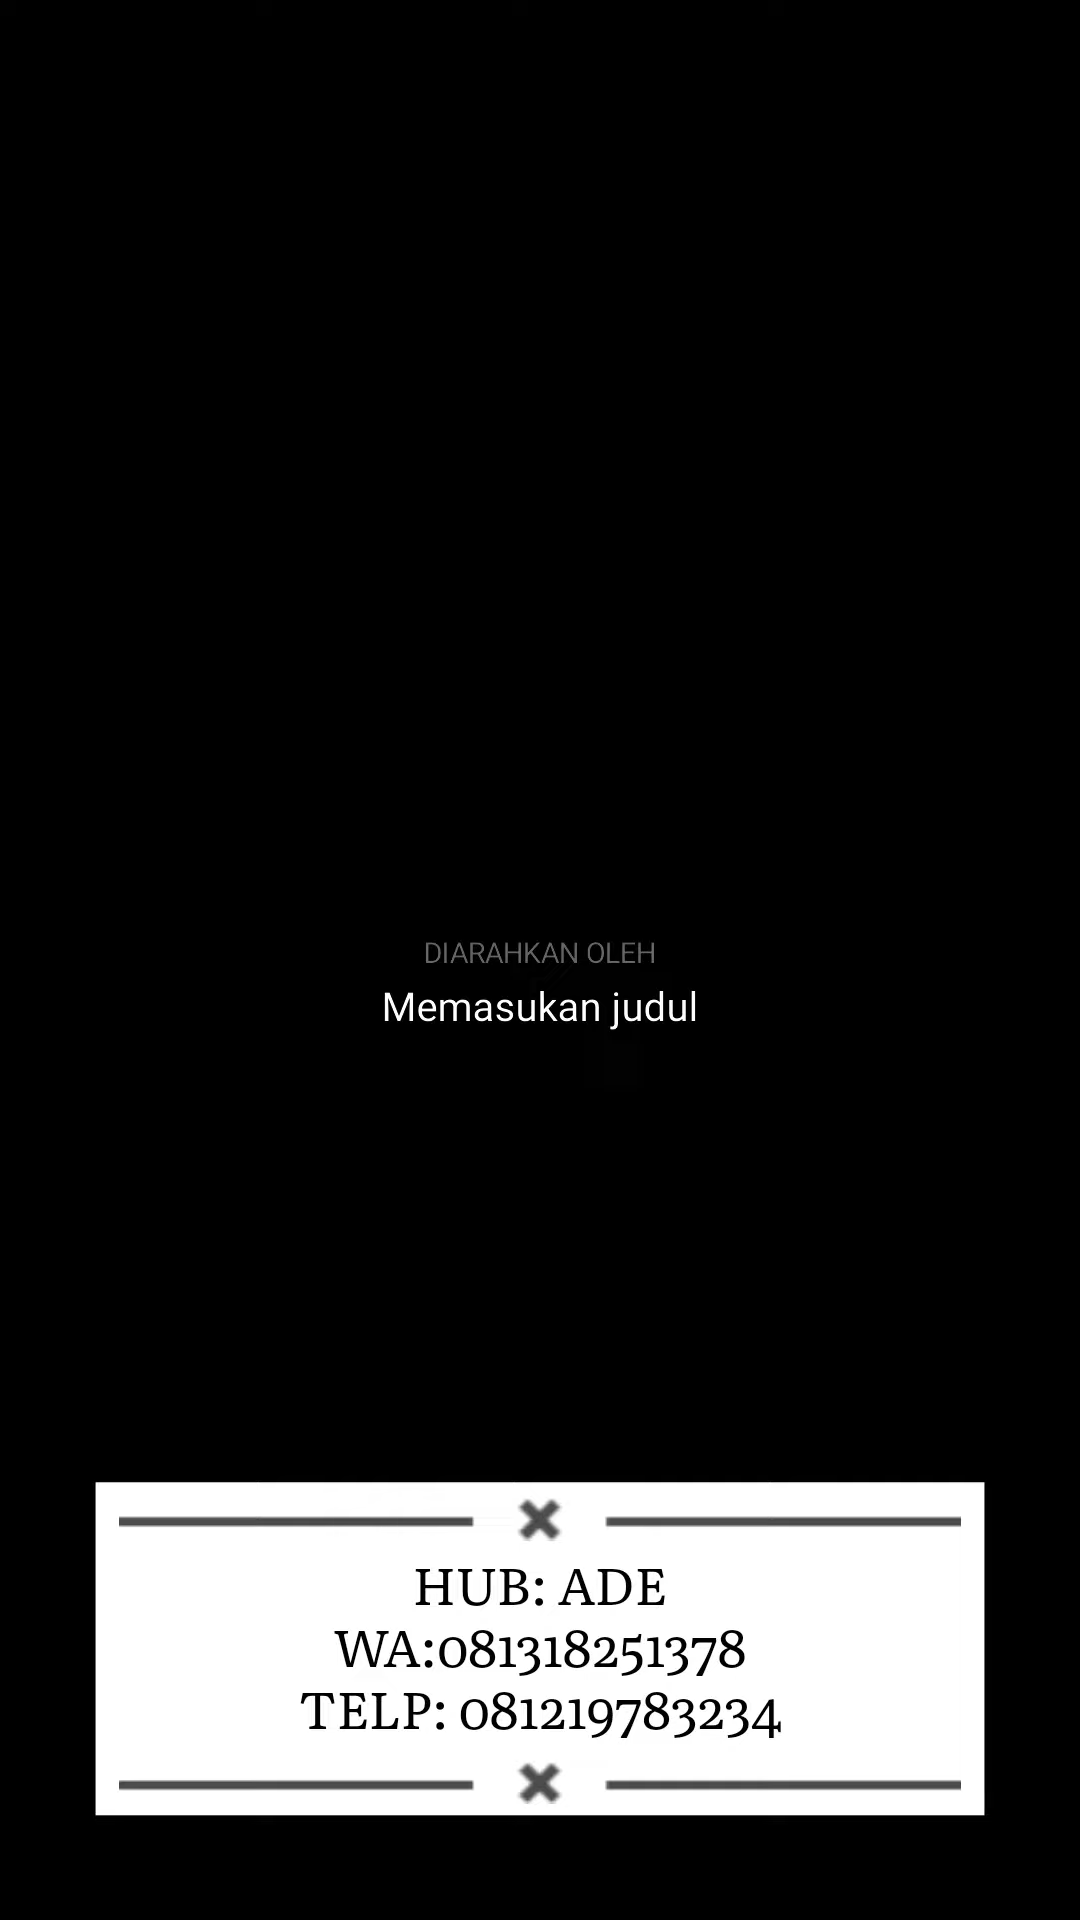 DIARAHKAN OLEH
Memasukan judul
HUB: ADE
WA:081318251378
TELP: 081219783234